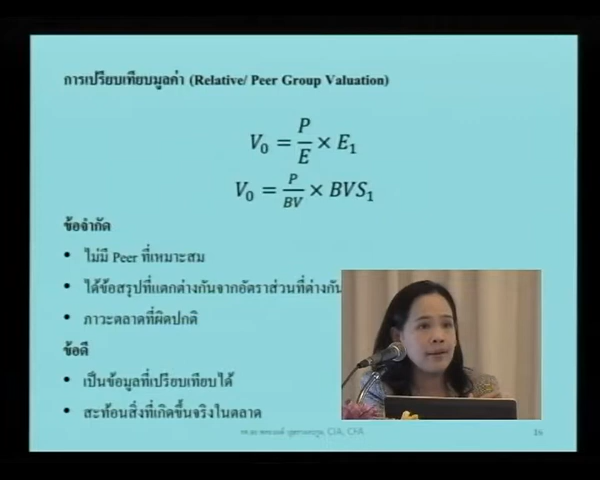 การเปรียบเทียบมูลค่า (Relative/ Peer Group Valuation)
V₀ = P/E × E₁
V₀ = P/BV × BVS₁
ข้อจำกัด
• ไม่มี Peer ที่เหมาะสม
• ได้ข้อสรุปที่แตกต่างกันจากอัตราส่วนที่ต่างกัน
• ภาวะตลาดที่ผิดปกติ
ข้อดี
• เป็นข้อมูลที่เปรียบเทียบได้
• สะท้อนสิ่งที่เกิดขึ้นจริงในตลาด
CIA, CFA
16